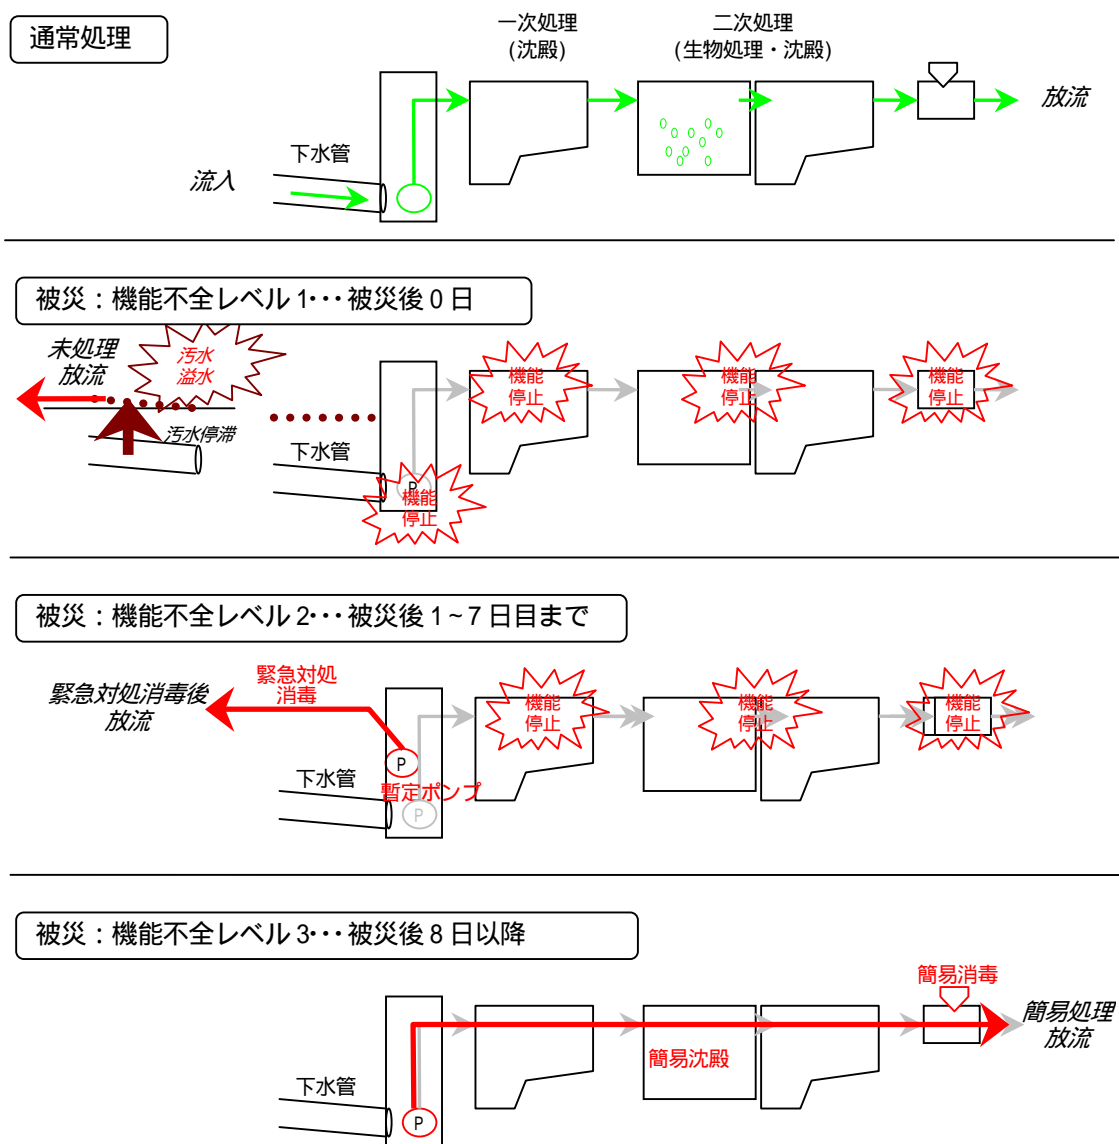 通常処理
一次処理
(沈殿)
二次処理
(生物処理・沈殿)
放流
下水管
流入
被災：機能不全レベル 1･･･被災後 0 日
未処理
放流
汚水
溢水
汚水停滞
下水管
P
機能
停止
機能
停止
機能
停止
機能
停止
被災：機能不全レベル 2･･･被災後 1~7 日目まで
緊急対処消毒後
放流
緊急対処
消毒
P
暫定ポンプ
P
下水管
機能
停止
機能
停止
機能
停止
被災：機能不全レベル 3･･･被災後 8 日以降
簡易消毒
簡易処理
放流
簡易沈殿
下水管
P